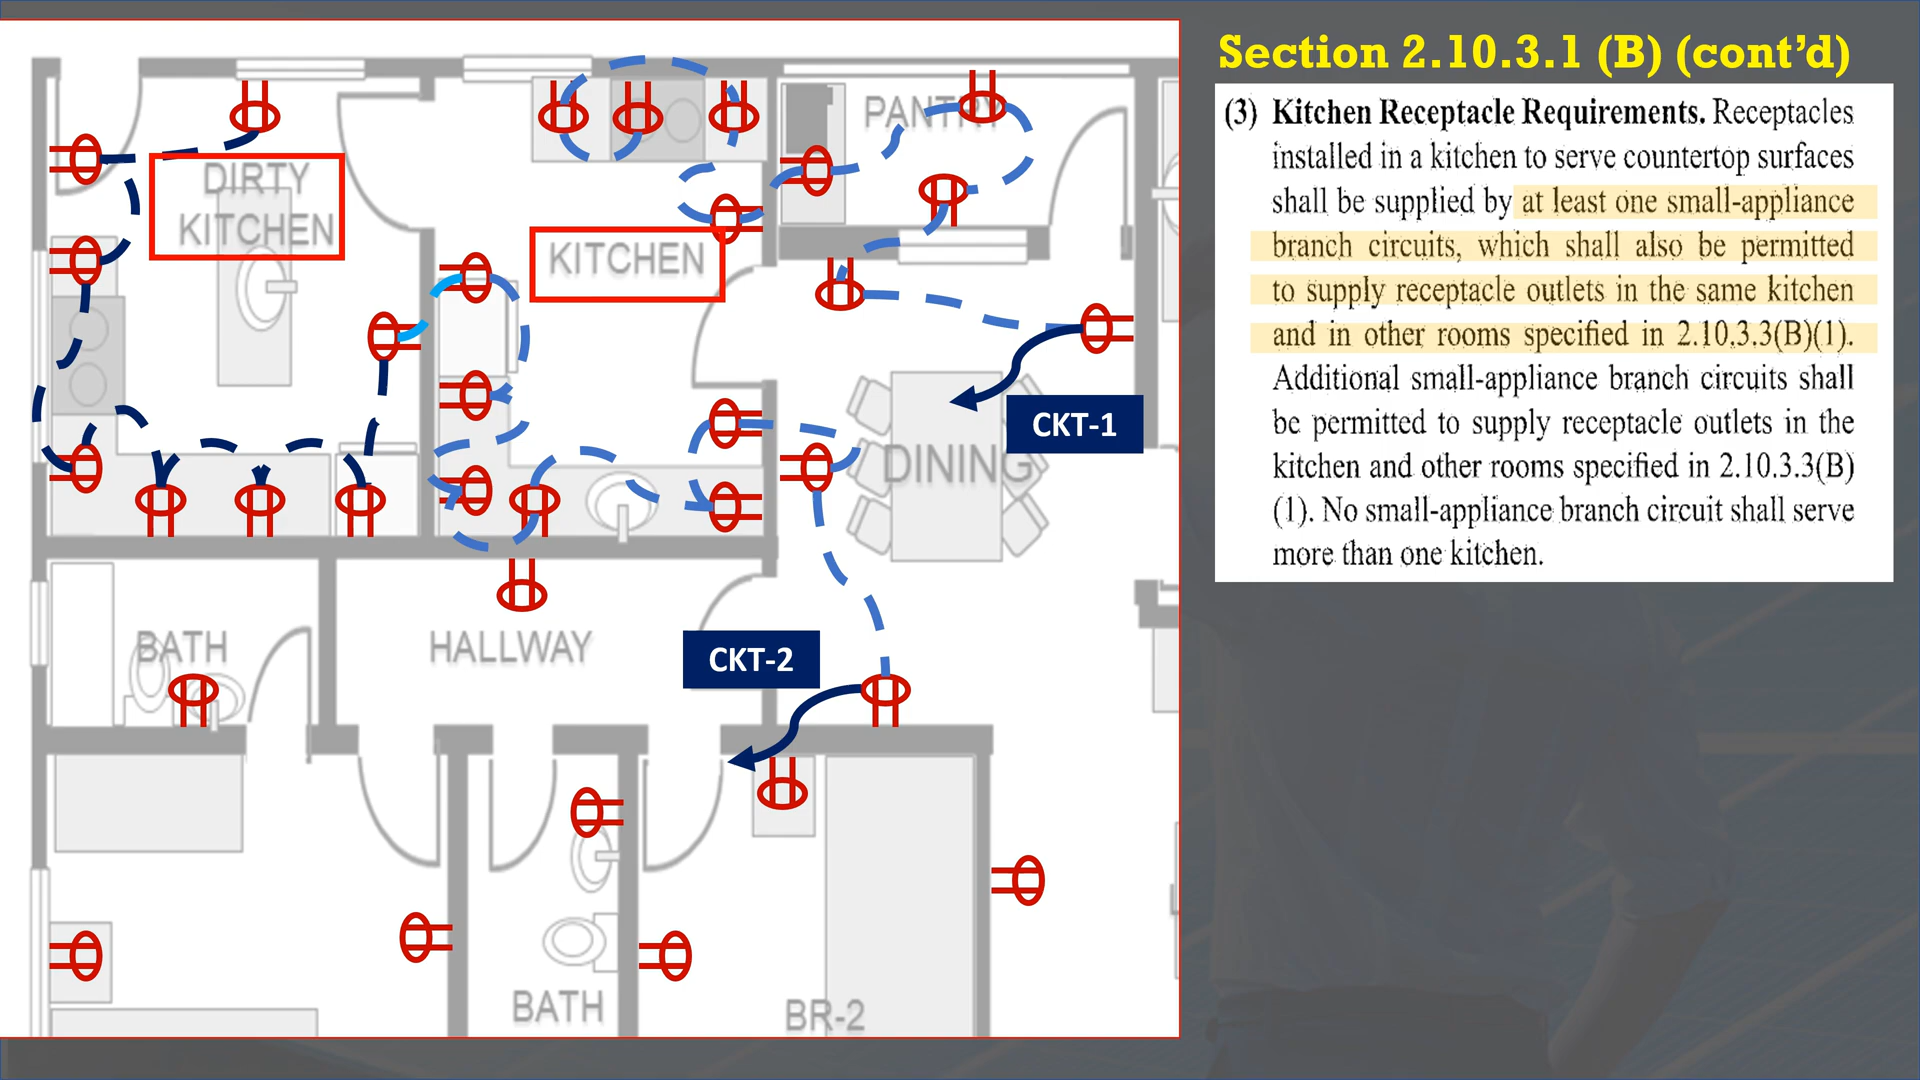 Section 2.10.3.1 (B) (cont’d)
(3) Kitchen Receptacle Requirements. Receptacles
installed in a kitchen to serve countertop surfaces
shall be supplied by at least one small-appliance
branch circuits, which shall also be permitted
to supply receptacle outlets in the same kitchen
and in other rooms specified in 2.10.3.3(B)(1).
Additional small-appliance branch circuits shall
be permitted to supply receptacle outlets in the
kitchen and other rooms specified in 2.10.3.3(B)
(1). No small-appliance branch circuit shall serve
more than one kitchen.
PANTRY
DIRTY
KITCHEN
KITCHEN
CKT-1
DINING
BATH
HALLWAY
CKT-2
BATH
BR-2